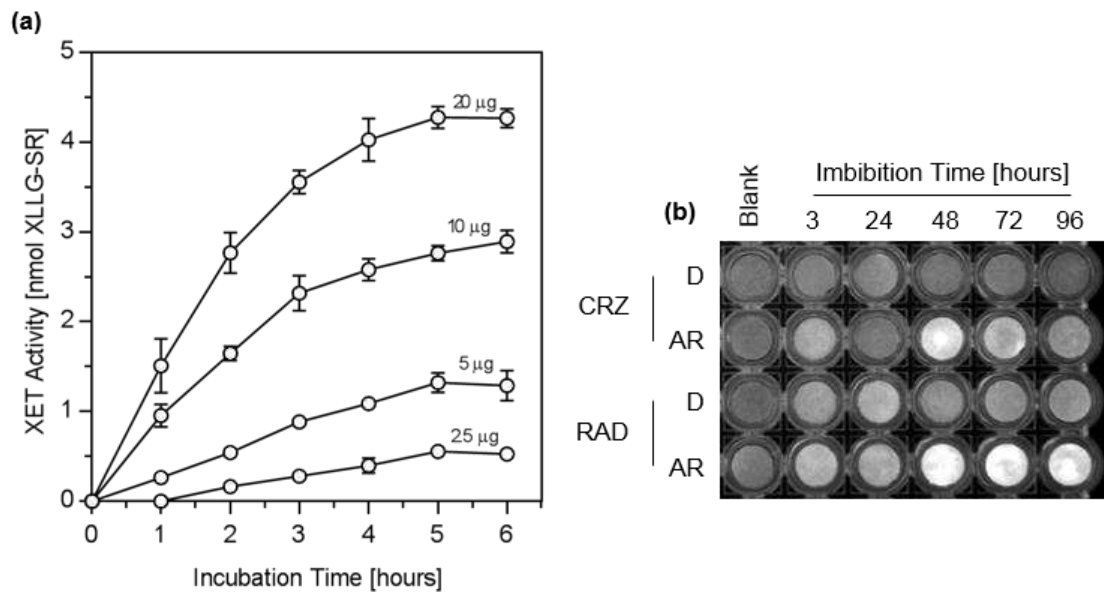 (a)
XET Activity [nmol XLLG-SR]
5
4
3
2
1
0
20 µg
10 µg
5 µg
2.5 µg
0 1 2 3 4 5 6
Incubation Time [hours]
(b)
Blank
Imbibition Time [hours]
3 24 48 72 96
CRZ
D
AR
RAD
D
AR